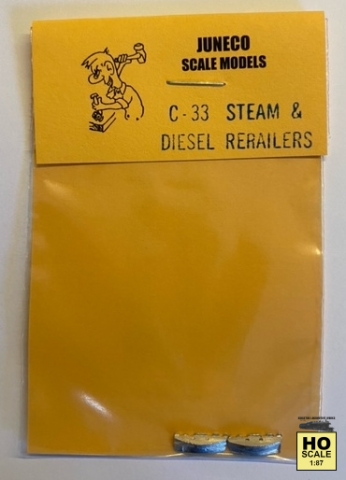 JUNECO
SCALE MODELS
C-33 STEAM &
DIESEL RERAILERS
HO
SCALE
1:87